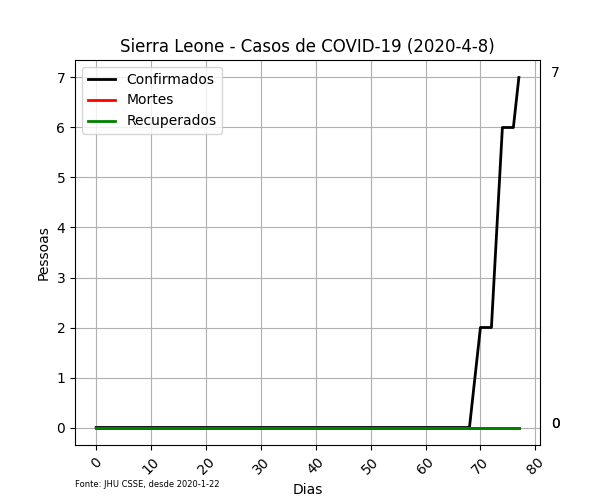 Sierra Leone - Casos de COVID-19 (2020-4-8)
Confirmados
Mortes
Recuperados
Pessoas
7
6
5
4
3
2
1
0
7
0
0 10 20 30 40 50 60 70 80
Dias
Fonte: JHU CSSE, desde 2020-1-22